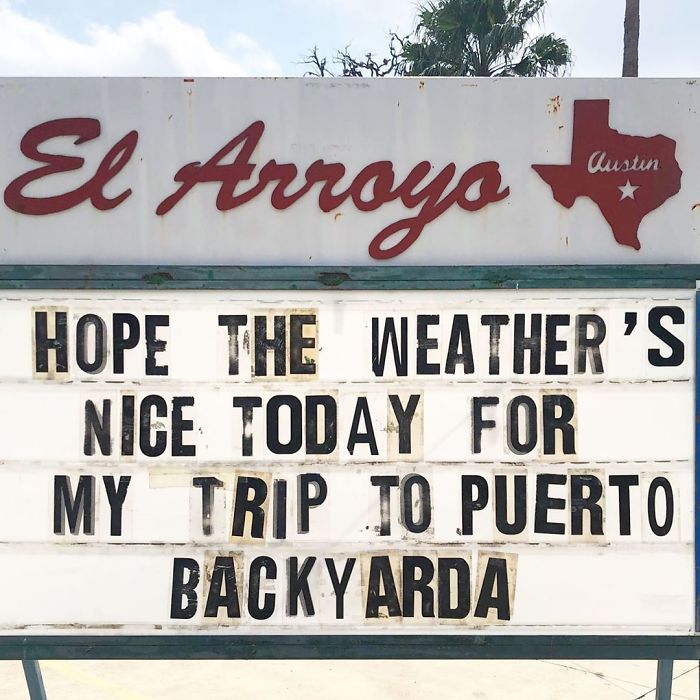 El Arroyo
Austin
HOPE THE WEATHER'S
NICE TODAY FOR
MY TRIP TO PUERTO
BACKYARDA